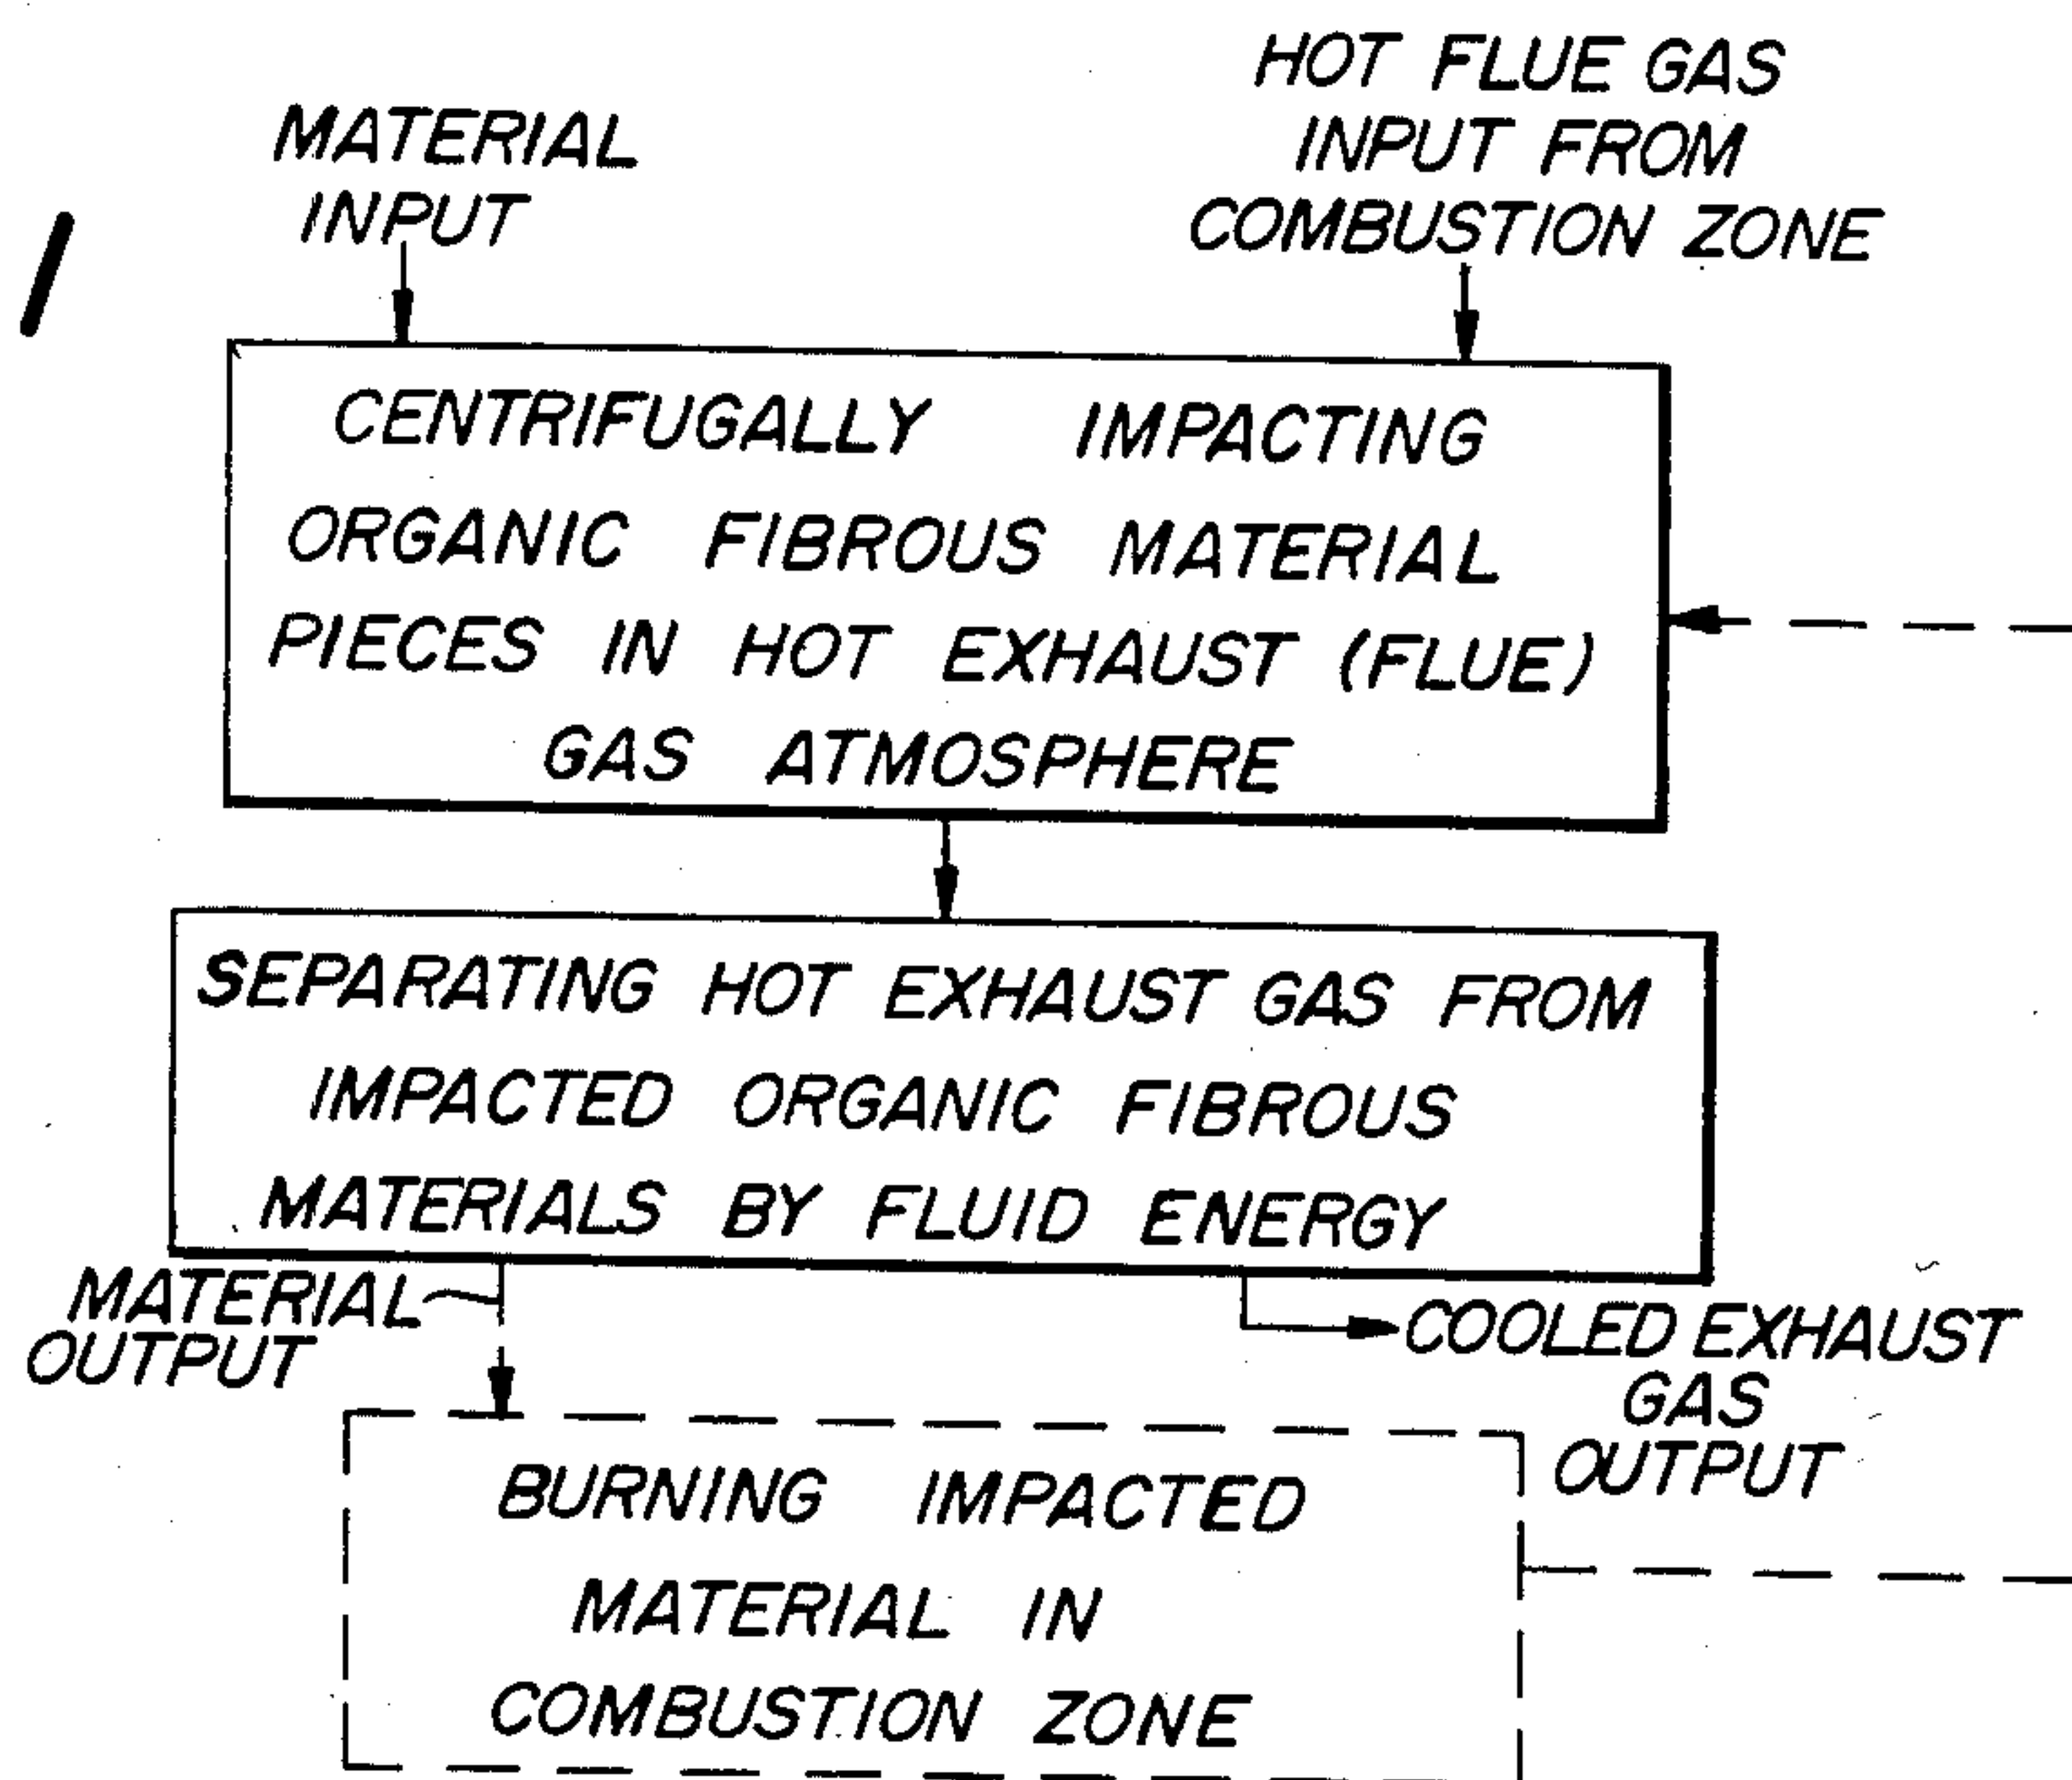 MATERIAL
INPUT
HOT FLUE GAS
INPUT FROM
COMBUSTION ZONE
1
CENTRIFUGALLY IMPACTING
ORGANIC FIBROUS MATERIAL
PIECES IN HOT EXHAUST (FLUE)
GAS ATMOSPHERE
SEPARATING HOT EXHAUST GAS FROM
IMPACTED ORGANIC FIBROUS
MATERIALS BY FLUID ENERGY
MATERIAL
OUTPUT
COOLED EXHAUST
GAS
OUTPUT
BURNING IMPACTED
MATERIAL IN
COMBUSTION ZONE